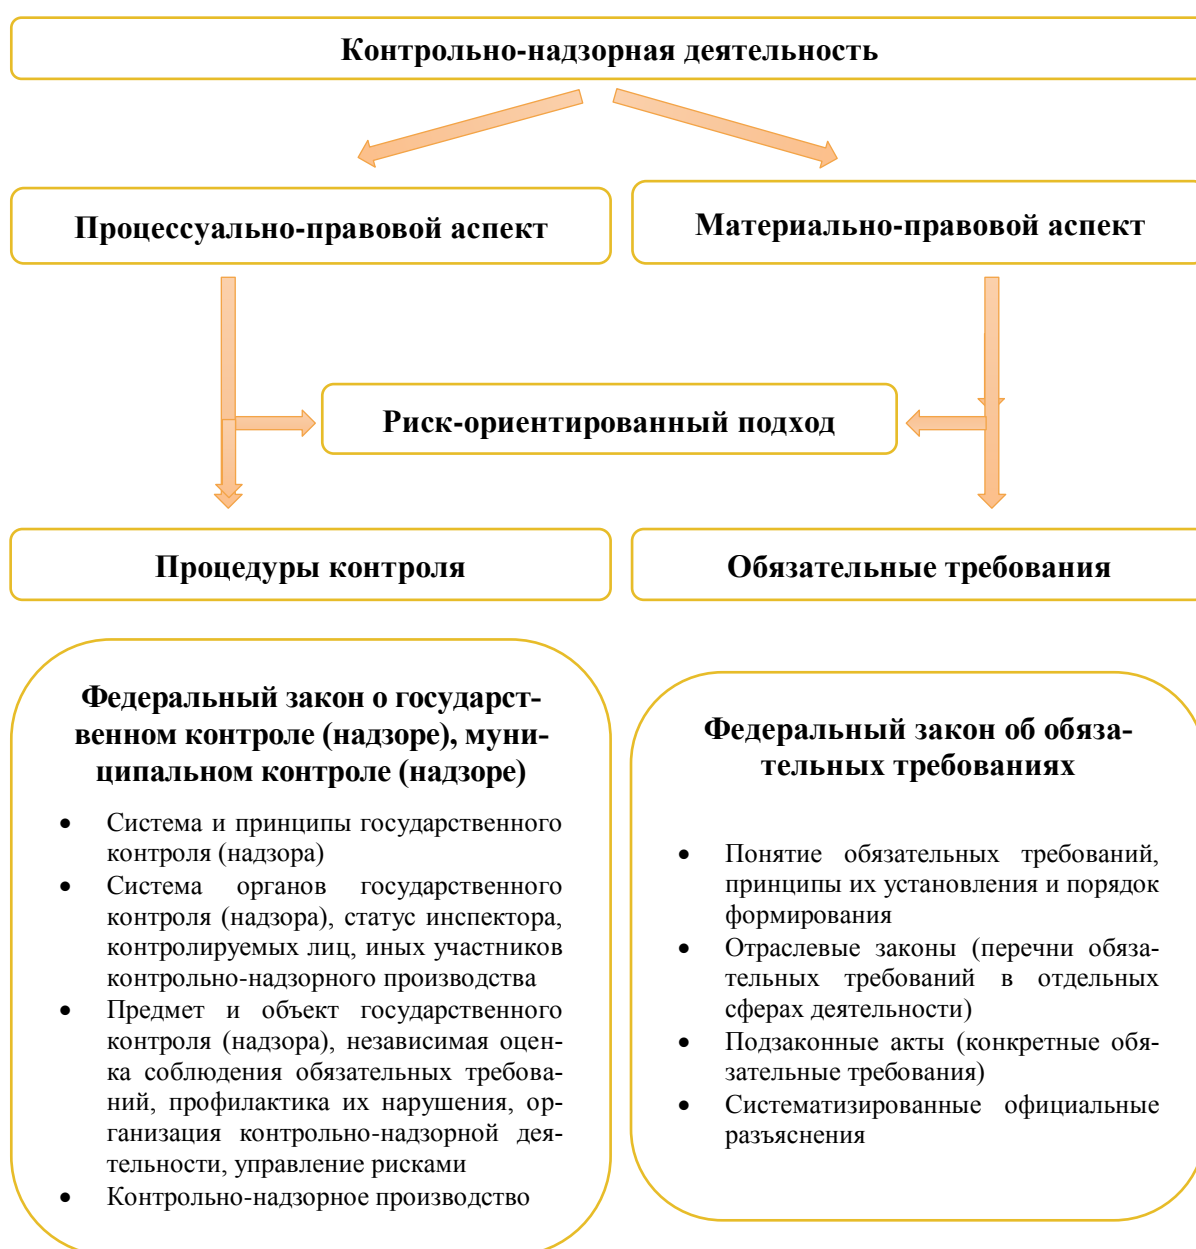 Контрольно-надзорная деятельность
Процессуально-правовой аспект
Материально-правовой аспект
Риск-ориентированный подход
Процедуры контроля
Обязательные требования
Федеральный закон о государст-
венном контроле (надзоре), муни-
ципальном контроле (надзоре)
• Система и принципы государственного
контроля (надзора)
• Система органов государственного
контроля (надзора), статус инспектора,
контролируемых лиц, иных участников
контрольно-надзорного производства
• Предмет и объект государственного
контроля (надзора), независимая оцен-
ка соблюдения обязательных требова-
ний, профилактика их нарушения, ор-
ганизация контрольно-надзорной дея-
тельности, управление рисками
• Контрольно-надзорное производство
Федеральный закон об обяза-
тельных требованиях
• Понятие обязательных требований,
принципы их установления и порядок
формирования
• Отраслевые законы (перечни обяза-
тельных требований в отдельных
сферах деятельности)
• Подзаконные акты (конкретные обя-
зательные требования)
• Систематизированные официальные
разъяснения